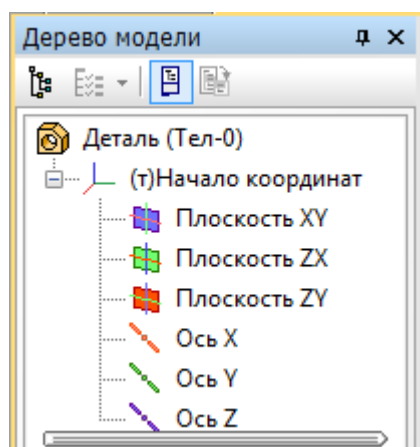 Дерево модели
Деталь (Тел-0)
(т)Начало координат
Плоскость XY
Плоскость ZX
Плоскость ZY
Ось X
Ось Y
Ось Z